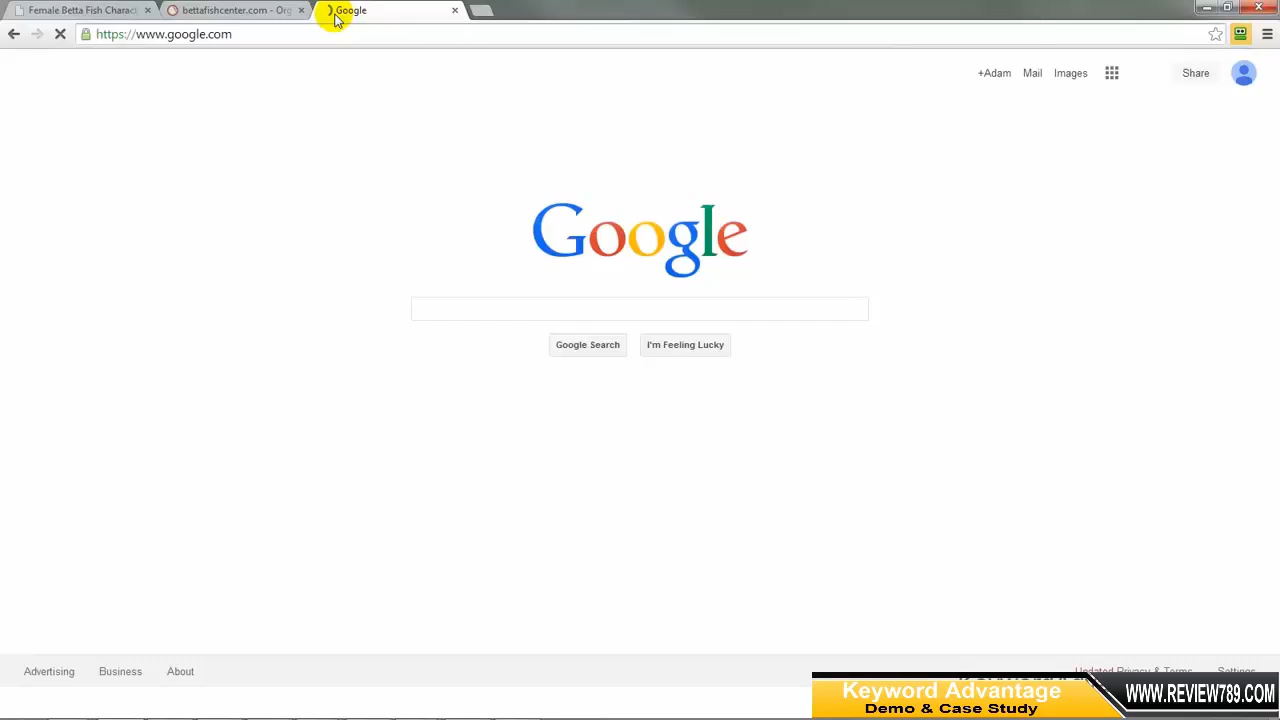 Female Betta Fish Charact
bettafishcenter.com - Org
Google
https://www.google.com
+Adam Mail Images Share
Google
Google Search I'm Feeling Lucky
Advertising Business About Updated Privacy & Terms Settings
Keyword Advantage
Demo & Case Study
WWW.REVIEW789.COM